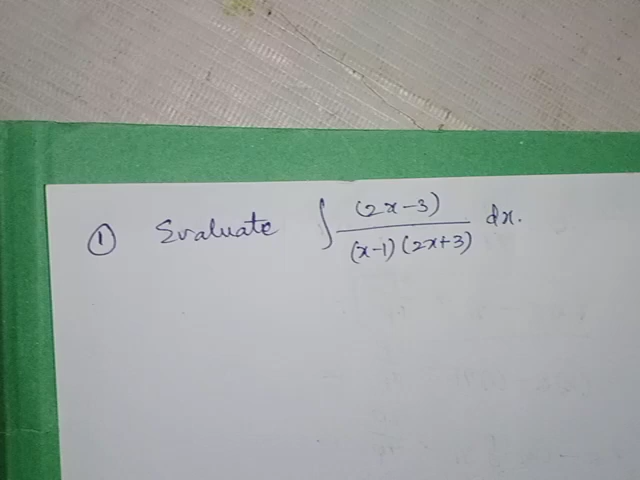 ① Evaluate ∫ (2x-3) / (x-1)(2x+3) dx.